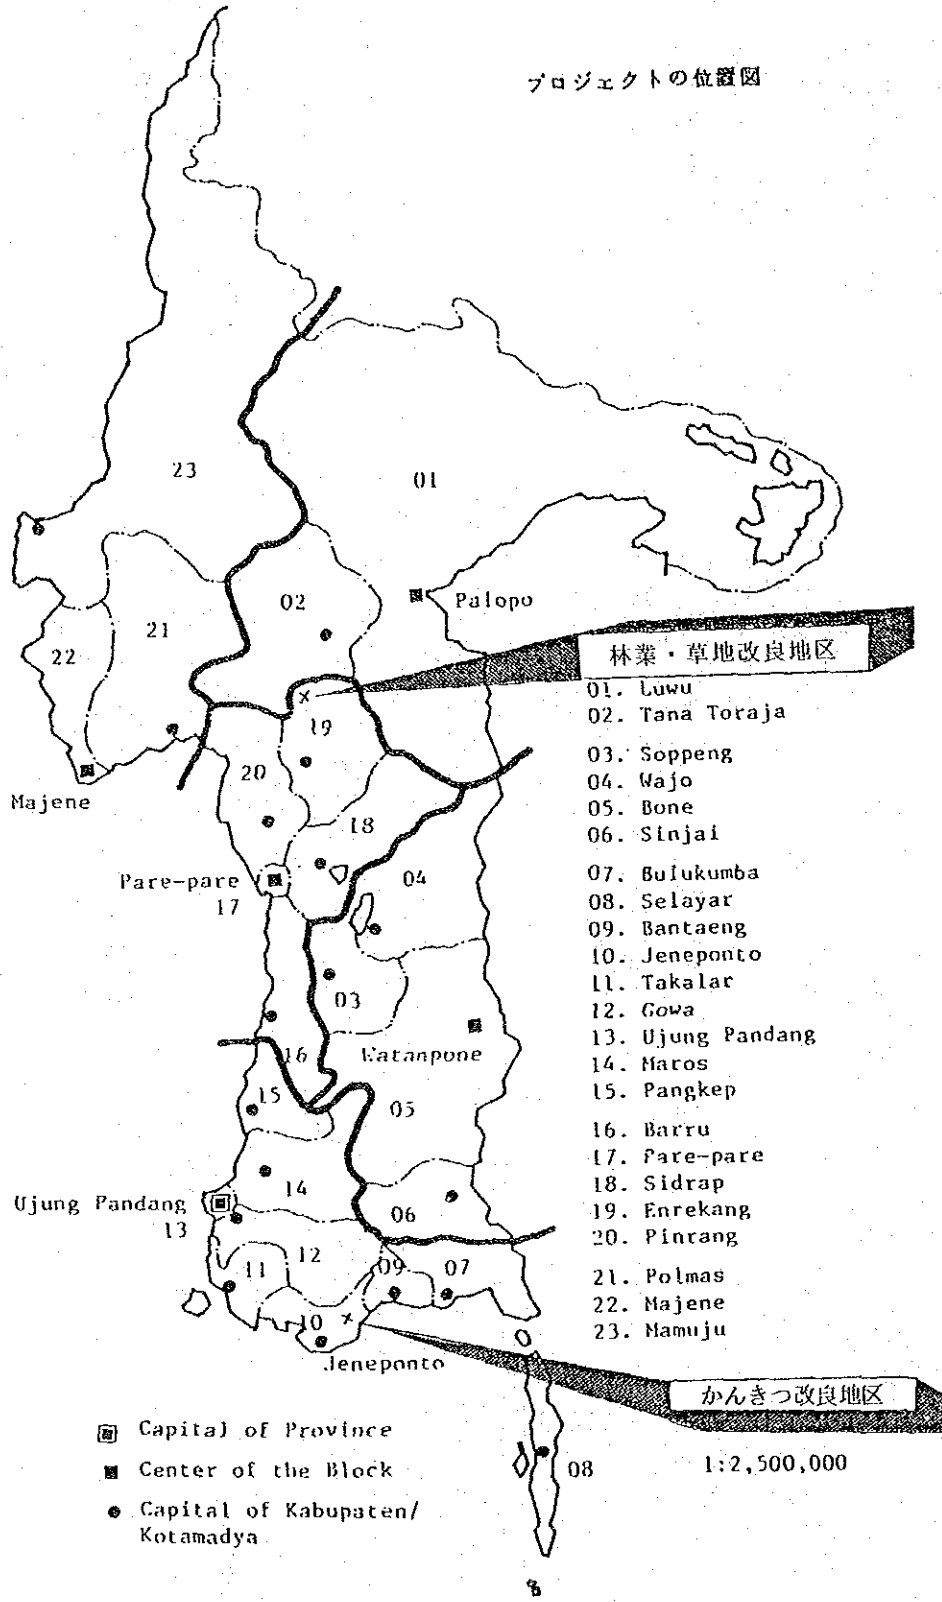 プロジェクトの位置図
23
01
02
Palopo
21
22
林業・草地改良地区
19
20
Majene
18
Pare-pare
17
04
03
Watanpone
16
15
05
14
Ujung Pandang
13
06
12
11
09
07
10
Jeneponto
08
01. Luwu
02. Tana Toraja
03. Soppeng
04. Wajo
05. Bone
06. Sinjai
07. Bulukumba
08. Selayar
09. Bantaeng
10. Jeneponto
11. Takalar
12. Gowa
13. Ujung Pandang
14. Maros
15. Pangkep
16. Barru
17. Pare-pare
18. Sidrap
19. Enrekang
20. Pinrang
21. Polmas
22. Majene
23. Mamuju
かんきつ改良地区
Capital of Province
Center of the Block
Capital of Kabupaten/
Kotamadya
1:2,500,000